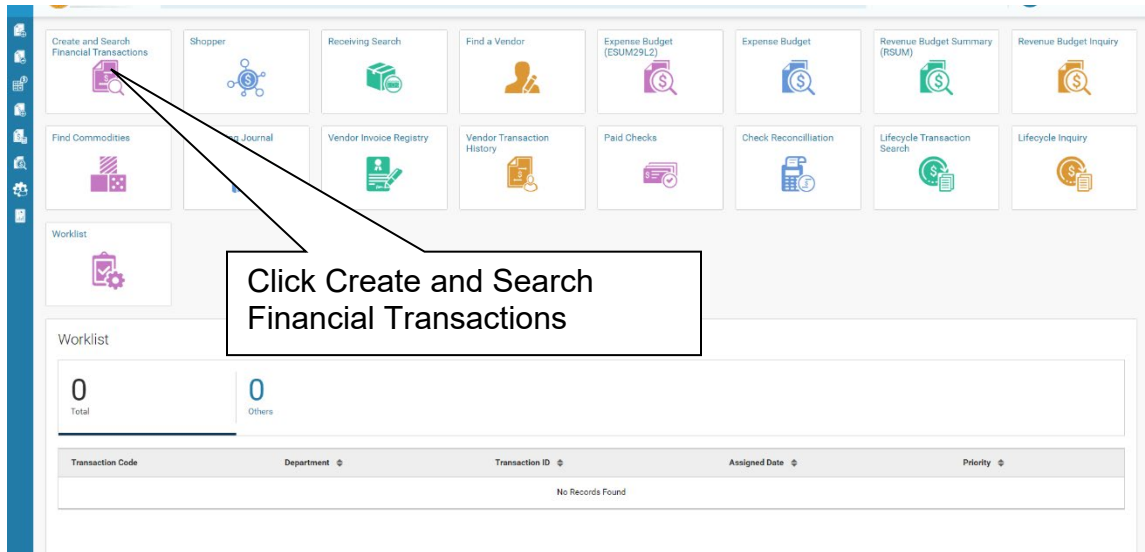 Create and Search
Financial Transactions
Shopper
Receiving Search
Find a Vendor
Expense Budget
(ESUM29L2)
Expense Budget
Revenue Budget Summary
(RSUM)
Revenue Budget Inquiry
Find Commodities
Journal
Vendor Invoice Registry
Vendor Transaction
History
Paid Checks
Check Reconcilliation
Lifecycle Transaction
Search
Lifecycle Inquiry
Worklist
Click Create and Search
Financial Transactions
Worklist
0
Total
0
Others
Transaction Code Department Transaction ID Assigned Date Priority
No Records Found